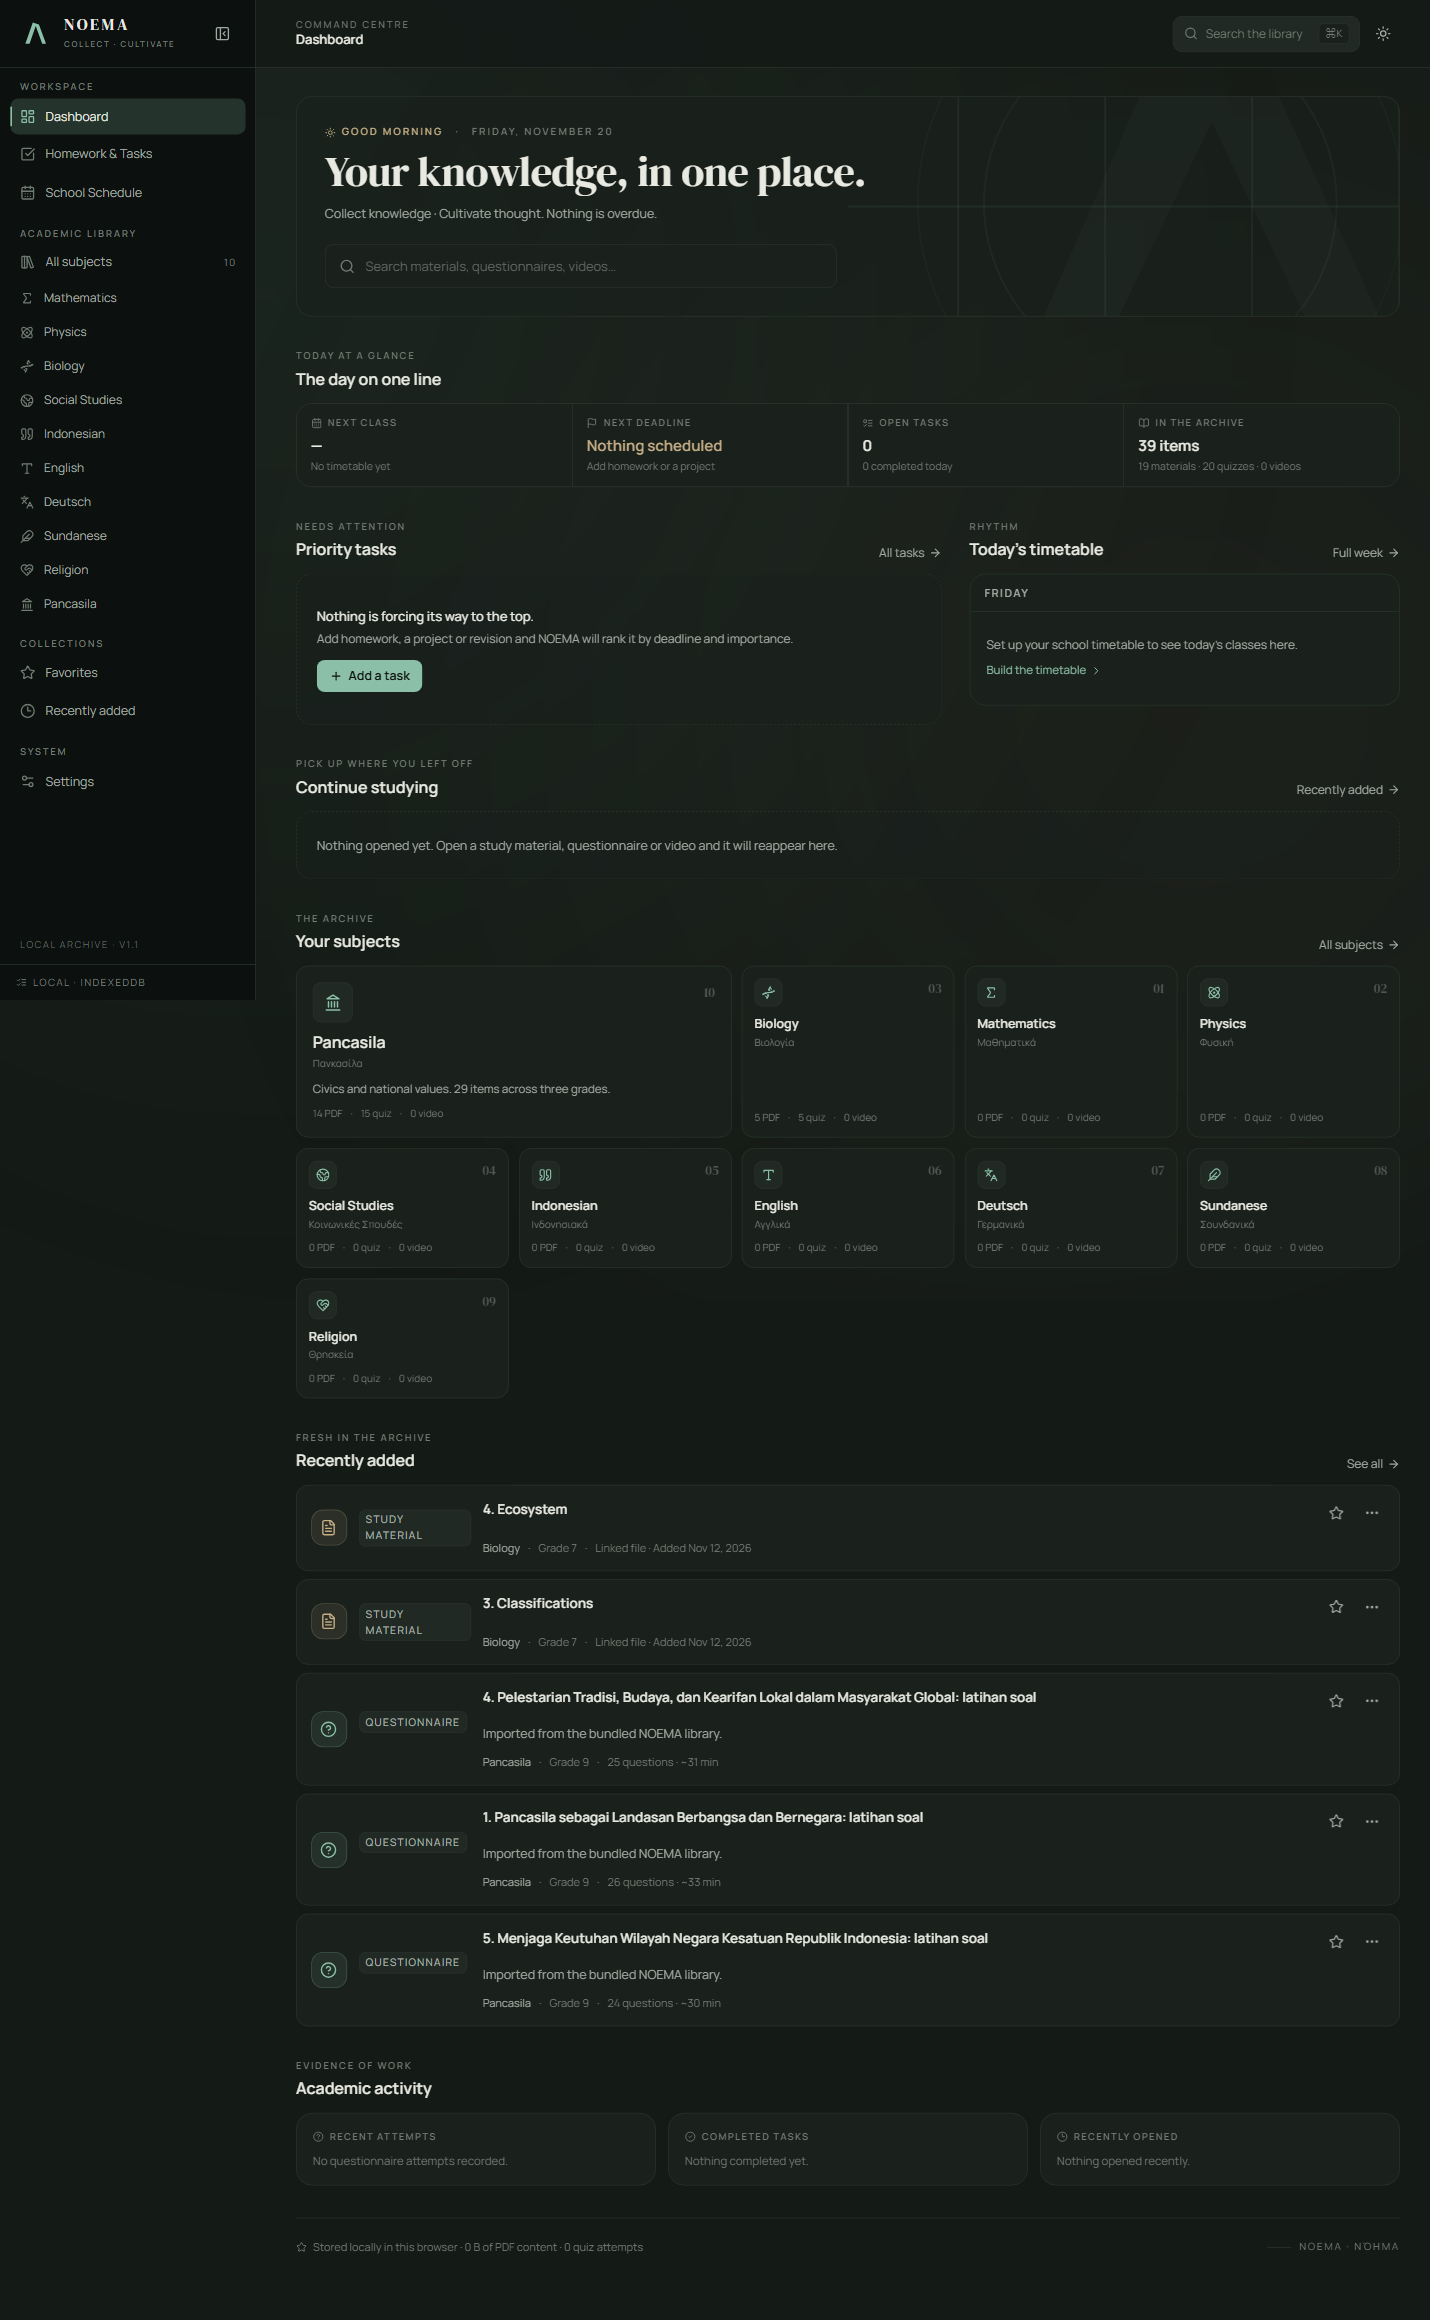 NOEMA
COLLECT · CULTIVATE
WORKSPACE
Dashboard
Homework & Tasks
School Schedule
ACADEMIC LIBRARY
All subjects 10
Mathematics
Physics
Biology
Social Studies
Indonesian
English
Deutsch
Sundanese
Religion
Pancasila
COLLECTIONS
Favorites
Recently added
SYSTEM
Settings
LOCAL ARCHIVE · V1.1
LOCAL · INDEXEDDB
COMMAND CENTRE
Dashboard
Search the library ⌘K
GOOD MORNING · FRIDAY, NOVEMBER 20
Your knowledge, in one place.
Collect knowledge · Cultivate thought. Nothing is overdue.
Search materials, questionnaires, videos…
TODAY AT A GLANCE
The day on one line
NEXT CLASS
—
No timetable yet
NEXT DEADLINE
Nothing scheduled
Add homework or a project
OPEN TASKS
0
0 completed today
IN THE ARCHIVE
39 items
19 materials · 20 quizzes · 0 videos
NEEDS ATTENTION
Priority tasks
All tasks →
Nothing is forcing its way to the top.
Add homework, a project or revision and NOEMA will rank it by deadline and importance.
+ Add a task
RHYTHM
Today's timetable
Full week →
FRIDAY
Set up your school timetable to see today's classes here.
Build the timetable >
PICK UP WHERE YOU LEFT OFF
Continue studying
Recently added →
Nothing opened yet. Open a study material, questionnaire or video and it will reappear here.
THE ARCHIVE
Your subjects
All subjects →
10
Pancasila
Πανκασίλα
Civics and national values. 29 items across three grades.
14 PDF · 15 quiz · 0 video
03
Biology
Βιολογία
5 PDF · 5 quiz · 0 video
01
Mathematics
Μαθηματικά
0 PDF · 0 quiz · 0 video
02
Physics
Φυσική
0 PDF · 0 quiz · 0 video
04
Social Studies
Κοινωνικές Σπουδές
0 PDF · 0 quiz · 0 video
05
Indonesian
Ινδονησιακά
0 PDF · 0 quiz · 0 video
06
English
Αγγλικά
0 PDF · 0 quiz · 0 video
07
Deutsch
Γερμανικά
0 PDF · 0 quiz · 0 video
08
Sundanese
Σουνδανικά
0 PDF · 0 quiz · 0 video
09
Religion
Θρησκεία
0 PDF · 0 quiz · 0 video
FRESH IN THE ARCHIVE
Recently added
See all →
STUDY
MATERIAL
4. Ecosystem
Biology · Grade 7 · Linked file · Added Nov 12, 2026
STUDY
MATERIAL
3. Classifications
Biology · Grade 7 · Linked file · Added Nov 12, 2026
QUESTIONNAIRE
4. Pelestarian Tradisi, Budaya, dan Kearifan Lokal dalam Masyarakat Global: latihan soal
Imported from the bundled NOEMA library.
Pancasila · Grade 9 · 25 questions · ~31 min
QUESTIONNAIRE
1. Pancasila sebagai Landasan Berbangsa dan Bernegara: latihan soal
Imported from the bundled NOEMA library.
Pancasila · Grade 9 · 26 questions · ~33 min
QUESTIONNAIRE
5. Menjaga Keutuhan Wilayah Negara Kesatuan Republik Indonesia: latihan soal
Imported from the bundled NOEMA library.
Pancasila · Grade 9 · 24 questions · ~30 min
EVIDENCE OF WORK
Academic activity
RECENT ATTEMPTS
No questionnaire attempts recorded.
COMPLETED TASKS
Nothing completed yet.
RECENTLY OPENED
Nothing opened recently.
Stored locally in this browser · 0 B of PDF content · 0 quiz attempts
NOEMA · ΝΌΗΜΑ